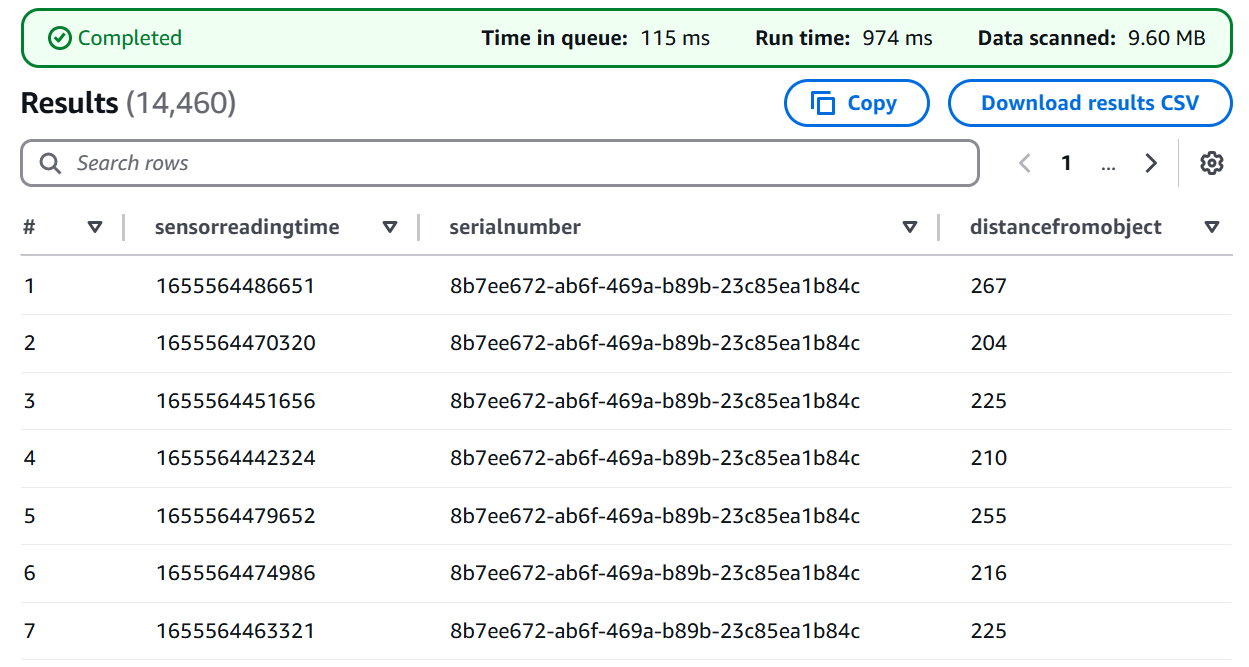 Completed Time in queue: 115 ms Run time: 974 ms Data scanned: 9.60 MB
Results (14,460) Copy Download results CSV
Search rows 1 ...
# sensorreadingtime serialnumber distancefromobject
1 1655564486651 8b7ee672-ab6f-469a-b89b-23c85ea1b84c 267
2 1655564470320 8b7ee672-ab6f-469a-b89b-23c85ea1b84c 204
3 1655564451656 8b7ee672-ab6f-469a-b89b-23c85ea1b84c 225
4 1655564442324 8b7ee672-ab6f-469a-b89b-23c85ea1b84c 210
5 1655564479652 8b7ee672-ab6f-469a-b89b-23c85ea1b84c 255
6 1655564474986 8b7ee672-ab6f-469a-b89b-23c85ea1b84c 216
7 1655564463321 8b7ee672-ab6f-469a-b89b-23c85ea1b84c 225